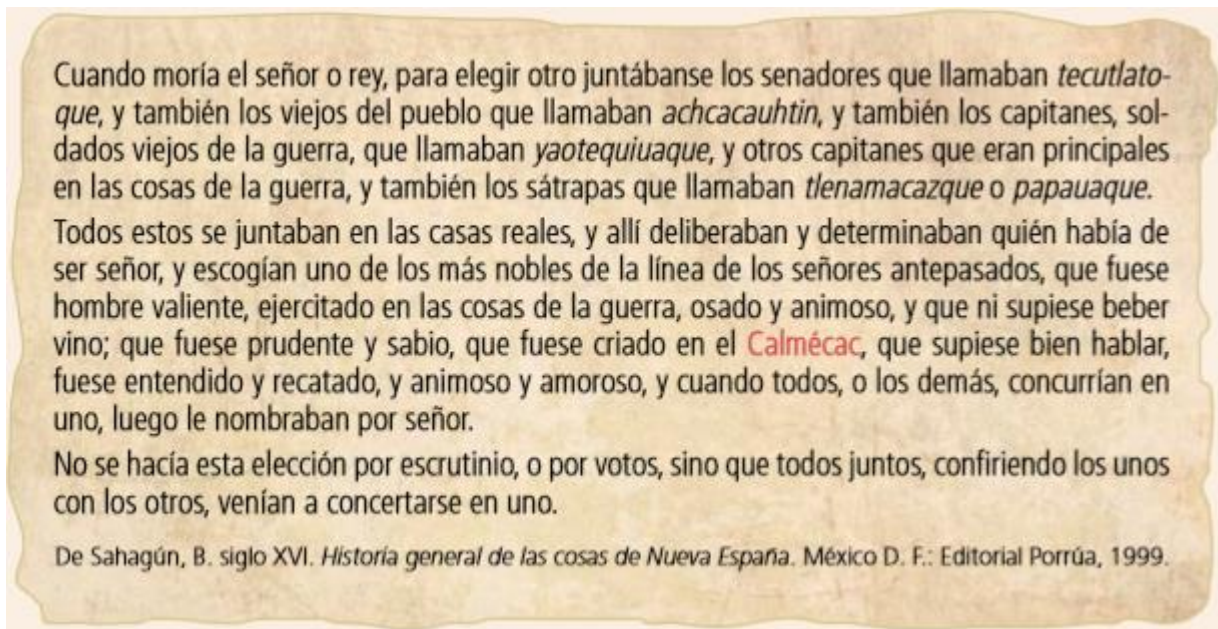 Cuando moría el señor o rey, para elegir otro juntábanse los senadores que llamaban tecutlato-
que, y también los viejos del pueblo que llamaban achcacauhtin, y también los capitanes, sol-
dados viejos de la guerra, que llamaban yaotequiuaque, y otros capitanes que eran principales
en las cosas de la guerra, y también los sátrapas que llamaban tlenamacazque o papauaque.
Todos estos se juntaban en las casas reales, y allí deliberaban y determinaban quién había de
ser señor, y escogían uno de los más nobles de la línea de los señores antepasados, que fuese
hombre valiente, ejercitado en las cosas de la guerra, osado y animoso, y que ni supiese beber
vino; que fuese prudente y sabio, que fuese criado en el Calmécac, que supiese bien hablar,
fuese entendido y recatado, y animoso y amoroso, y cuando todos, o los demás, concurrían en
uno, luego le nombraban por señor.
No se hacía esta elección por escrutinio, o por votos, sino que todos juntos, confiriendo los unos
con los otros, venían a concertarse en uno.
De Sahagún, B. siglo XVI. Historia general de las cosas de Nueva España. México D. F.: Editorial Porrúa, 1999.